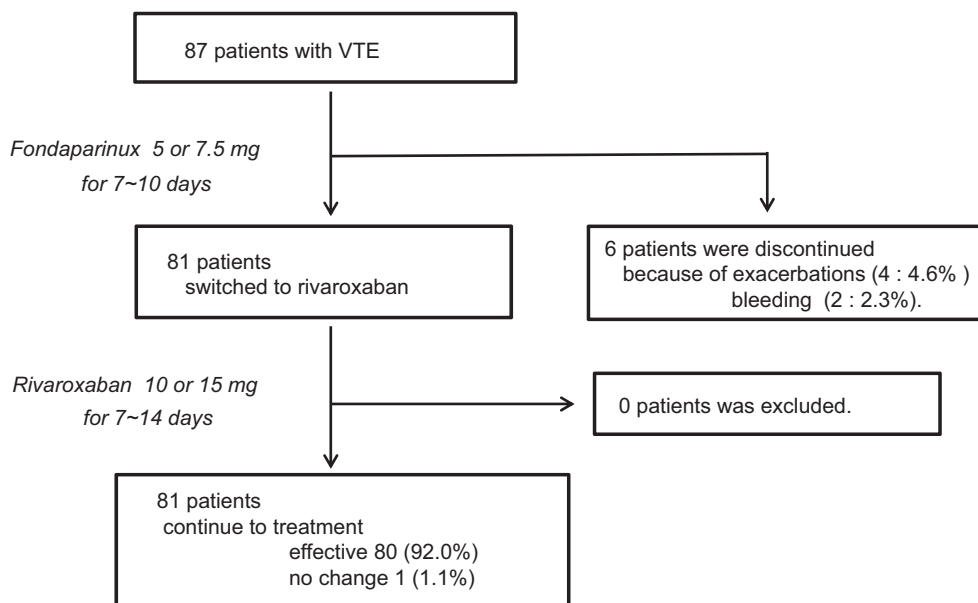 87 patients with VTE
Fondaparinux 5 or 7.5 mg
for 7~10 days
81 patients
switched to rivaroxaban
6 patients were discontinued
because of exacerbations (4 : 4.6% )
bleeding (2 : 2.3%).
Rivaroxaban 10 or 15 mg
for 7~14 days
0 patients was excluded.
81 patients
continue to treatment
effective 80 (92.0%)
no change 1 (1.1%)